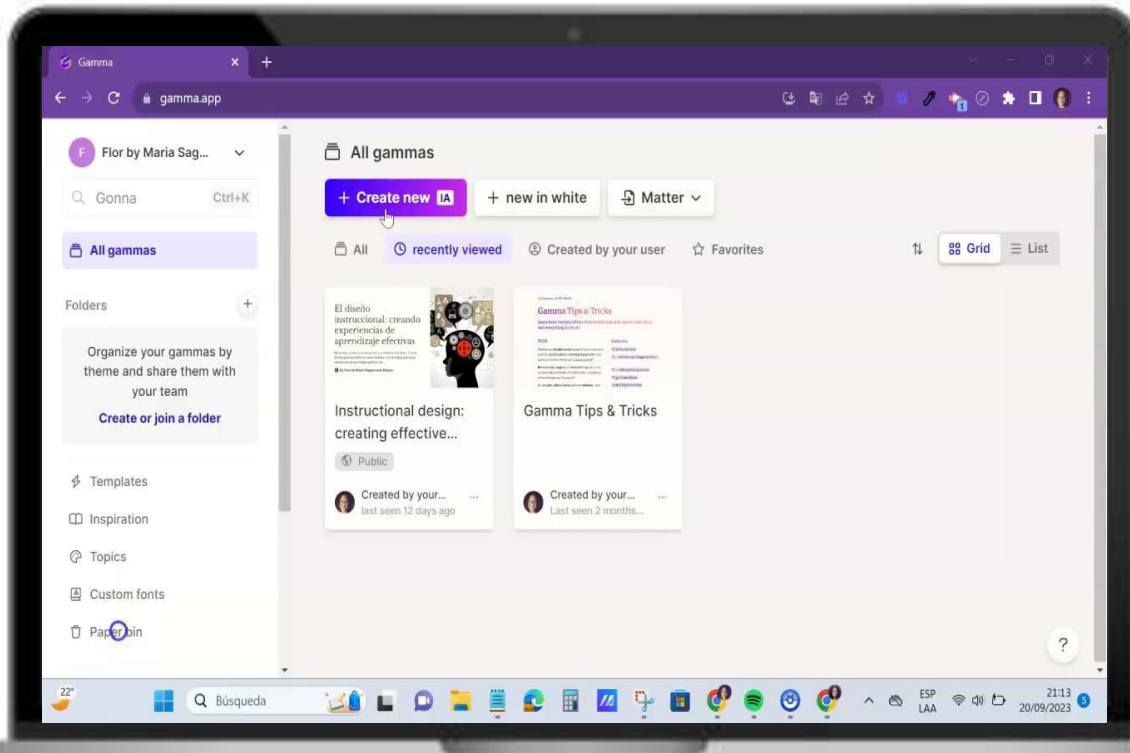 Gamma
gamma.app
1
F
Flor by Maria Sag...
Gonna
Ctrl+K
All gammas
Folders
+
Organize your gammas by
theme and share them with
your team
Create or join a folder
Templates
Inspiration
Topics
Custom fonts
Paper bin
All gammas
+ Create new IA
+ new in white
Matter
All
recently viewed
Created by your user
Favorites
Grid
List
El diseño
instruccional: creando
experiencias de
aprendizaje efectivas
Instructional design:
creating effective...
Public
Created by your...
last seen 12 days ago
Gamma Tips & Tricks
Gamma Tips & Tricks
Created by your...
Last seen 2 months...
?
22°
Búsqueda
ESP
LAA
21:13
20/09/2023
5